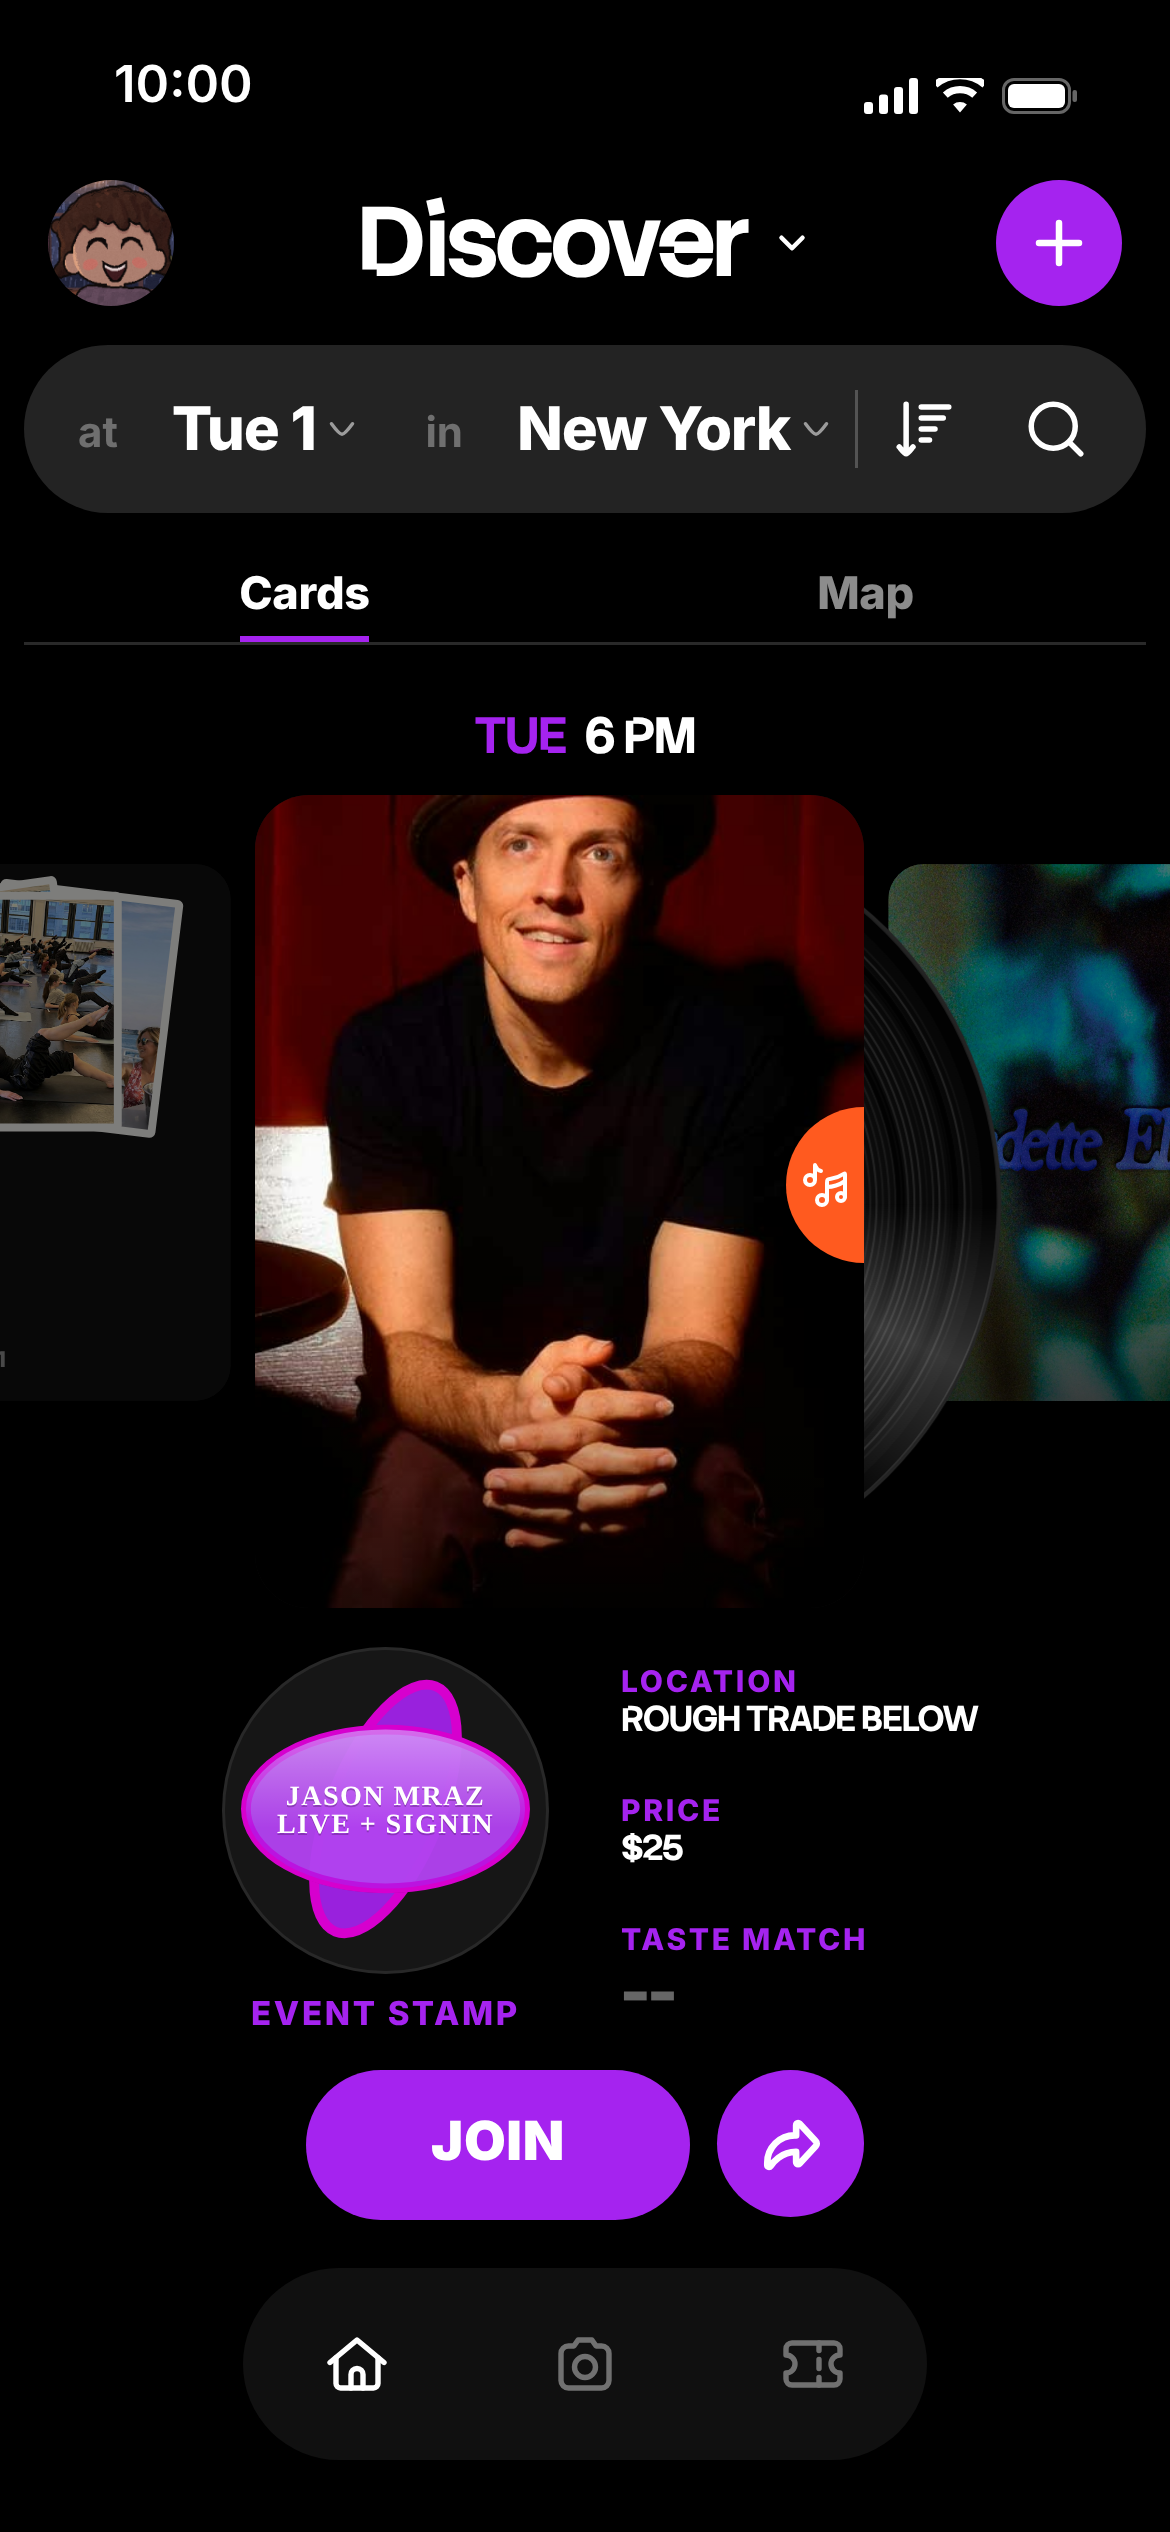 10:00
Discover
at Tue 1 in New York
Cards Map
TUE 6 PM
dette
JASON MRAZ
LIVE + SIGNIN
EVENT STAMP
LOCATION
ROUGH TRADE BELOW
PRICE
$25
TASTE MATCH
--
JOIN